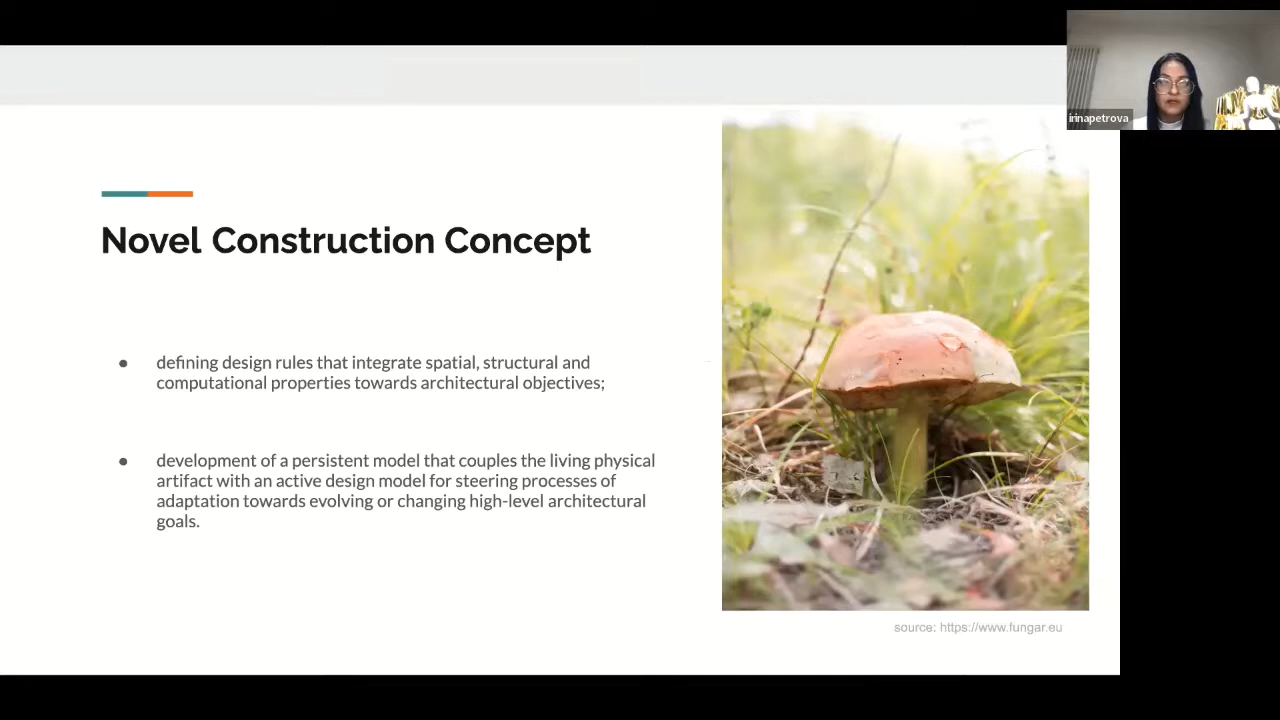 irinapetrova
Novel Construction Concept
● defining design rules that integrate spatial, structural and
computational properties towards architectural objectives;
● development of a persistent model that couples the living physical
artifact with an active design model for steering processes of
adaptation towards evolving or changing high-level architectural
goals.
source: https://www.fungar.eu